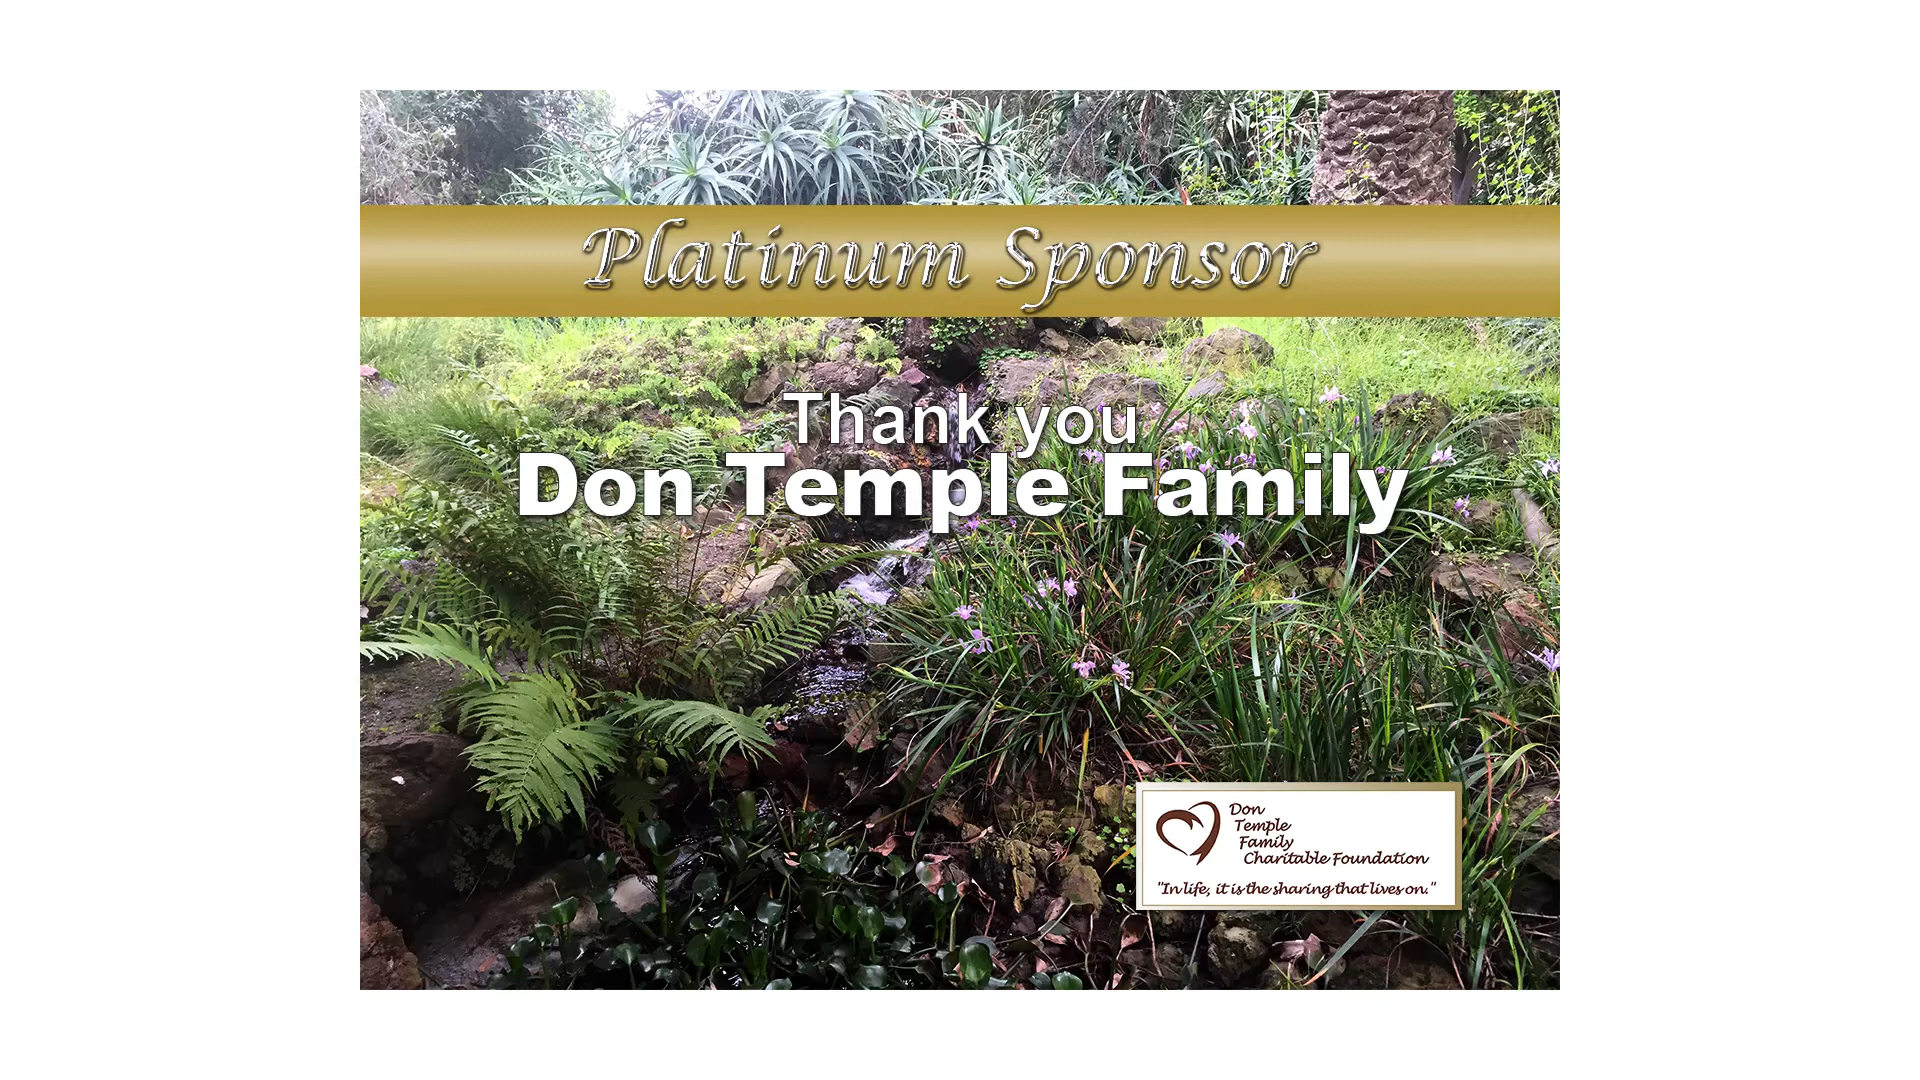 Platinum Sponsor
Thank you
Don Temple Family
Don
Temple
Family
Charitable Foundation
"In life, it is the sharing that lives on."